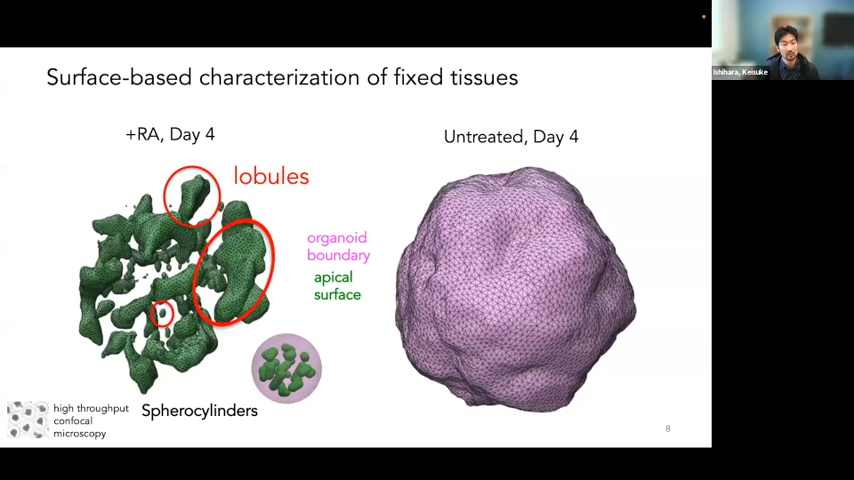 Ishihara, Keisuke
Surface-based characterization of fixed tissues
+RA, Day 4
Untreated, Day 4
lobules
organoid
boundary
apical
surface
high throughput
confocal
microscopy
Spherocylinders
8